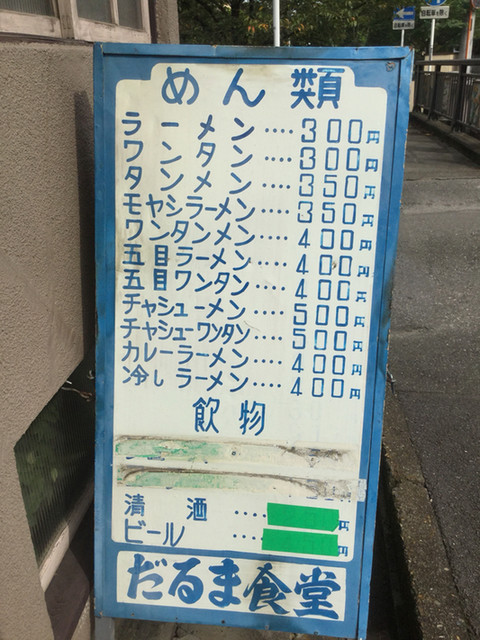 めん類
ラーメン‥‥300円
ワンタン‥‥300円
タンメン‥‥350円
モヤシラーメン‥‥350円
ワンタンメン‥‥400円
五目ラーメン‥‥400円
五目ワンタン‥‥400円
チャシューメン‥‥500円
チャシューワンタン‥‥500円
カレーラーメン‥‥400円
冷しラーメン‥‥400円
飲物
清酒‥‥円
ビール‥‥円
だるま食堂